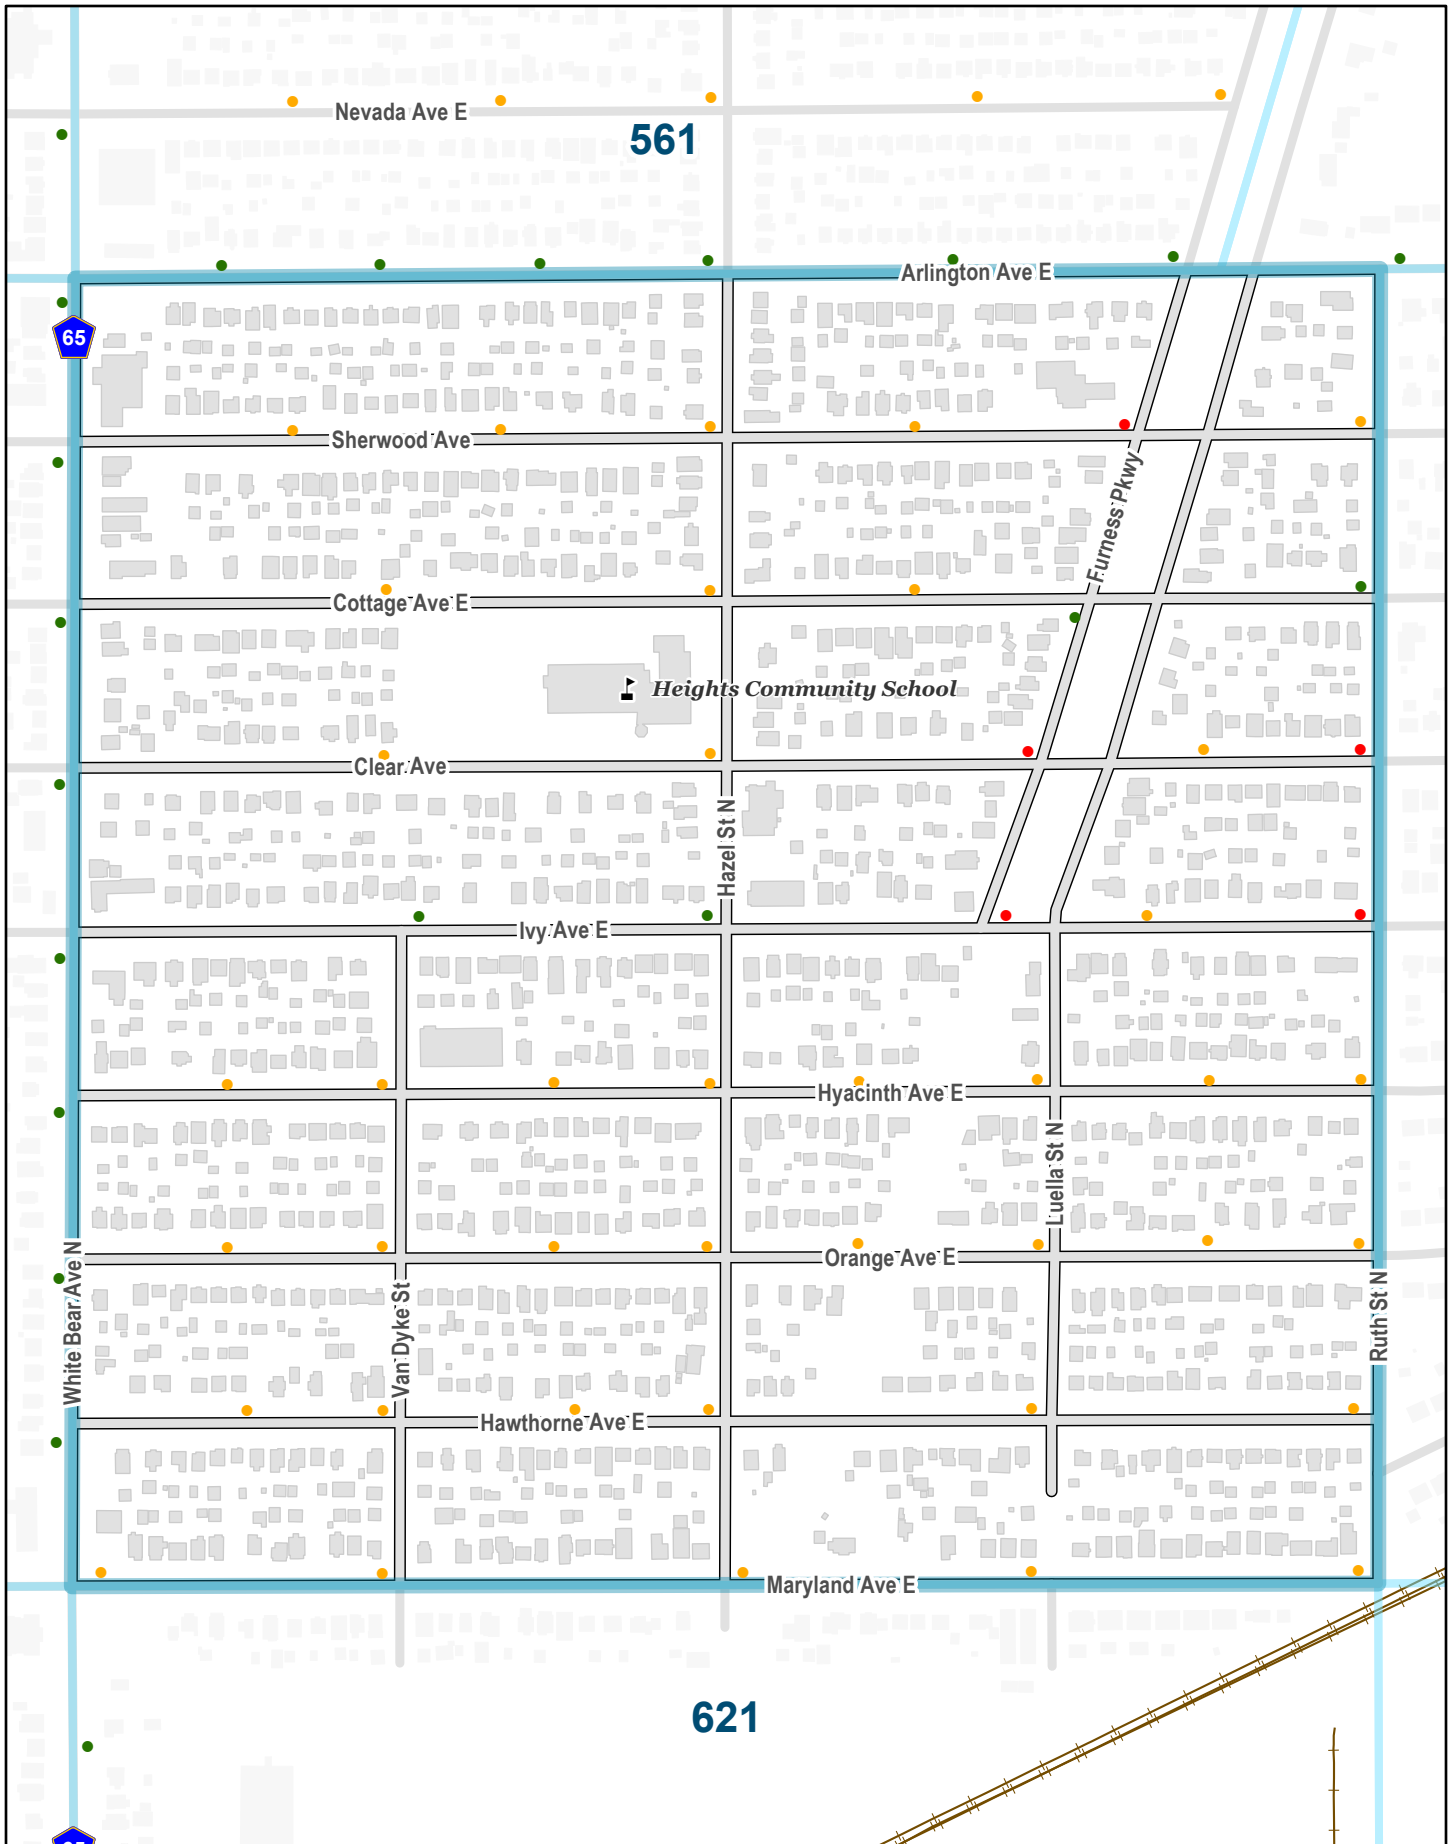 Nevada Ave E
561
Arlington Ave E
65
Sherwood Ave
Furness Pkwy
Cottage Ave E
Heights Community School
Clear Ave
Hazel St N
Ivy Ave E
Hyacinth Ave E
Luella St N
Orange Ave E
White Bear Ave N
Van Dyke St
Ruth St N
Hawthorne Ave E
Maryland Ave E
621